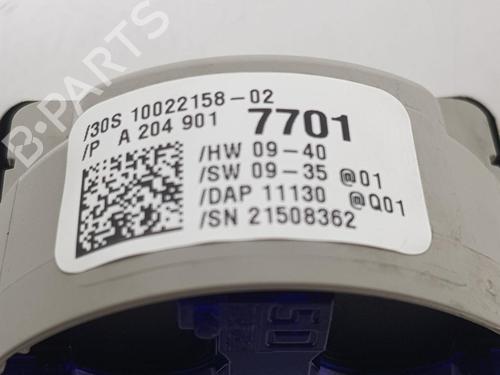 B-PARTS
/30S 10022158-02
/P A 204 901 7701
/HW 09-40
/SW 09-35 @01
/DAP 11130 @Q01
/SN 21508362
50